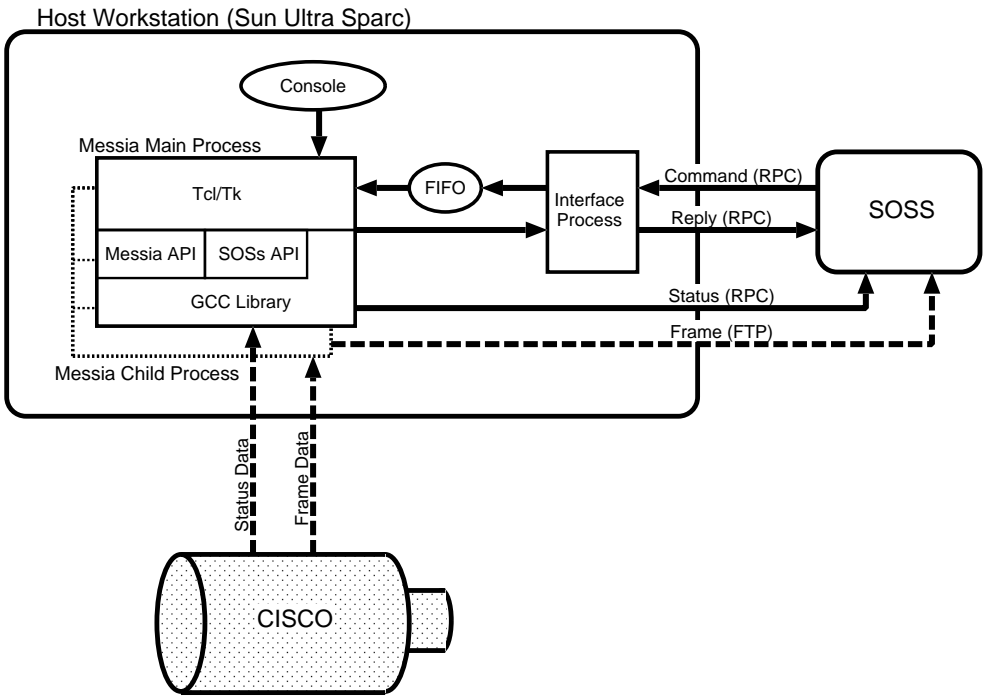 Host Workstation (Sun Ultra Sparc)
Console
Messia Main Process
Tcl/Tk
FIFO
Interface
Process
Command (RPC)
SOSS
Reply (RPC)
Messia API
SOSs API
GCC Library
Status (RPC)
Frame (FTP)
Messia Child Process
Status Data
Frame Data
CISCO